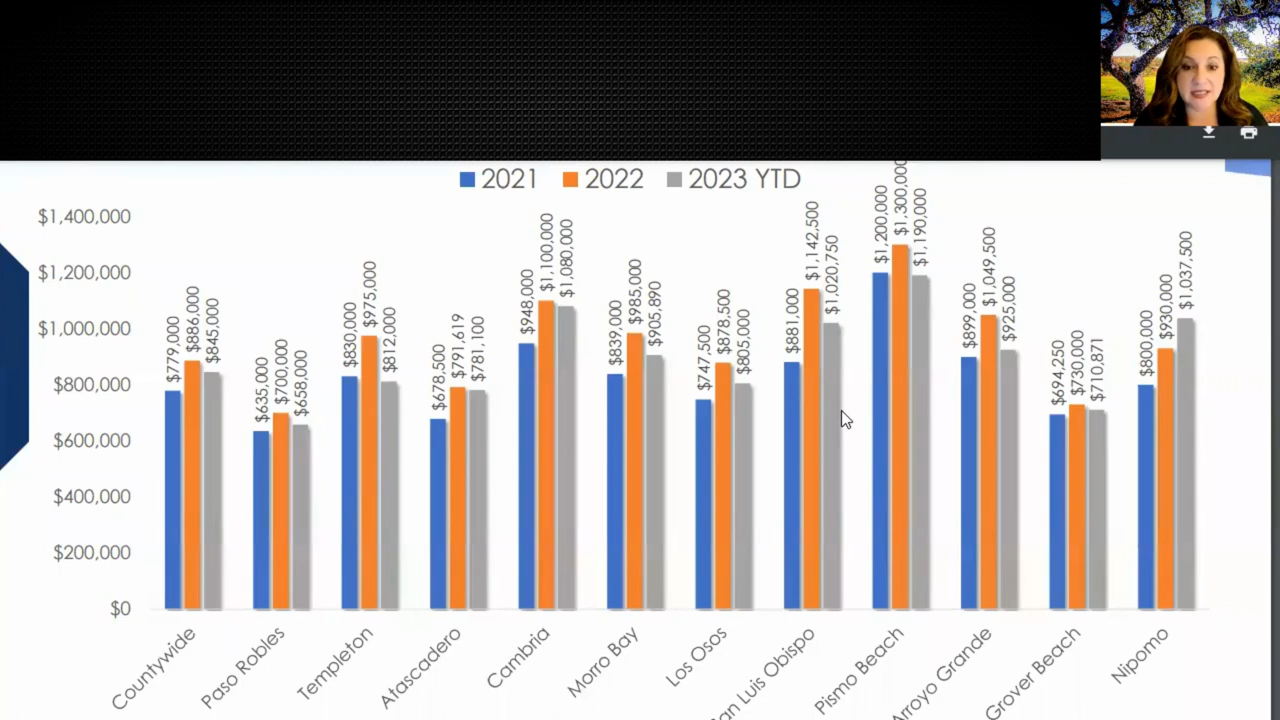 2021 2022 2023 YTD
$1,400,000
$1,200,000
$1,000,000
$800,000
$600,000
$400,000
$200,000
$0
$779,000 $886,000 $845,000
$635,000 $700,000 $658,000
$830,000 $975,000 $812,000
$678,500 $791,619 $781,100
$948,000 $1,100,000 $1,080,000
$839,000 $985,000 $905,890
$747,500 $878,500 $805,000
$881,000 $1,142,500 $1,020,750
$1,200,000 $1,300,000 $1,190,000
$899,000 $1,049,500 $925,000
$694,250 $730,000 $710,871
$800,000 $930,000 $1,037,500
Countywide
Paso Robles
Templeton
Atascadero
Cambria
Morro Bay
Los Osos
an Luis Obispo
Pismo Beach
Arroyo Grande
Grover Beach
Nipomo